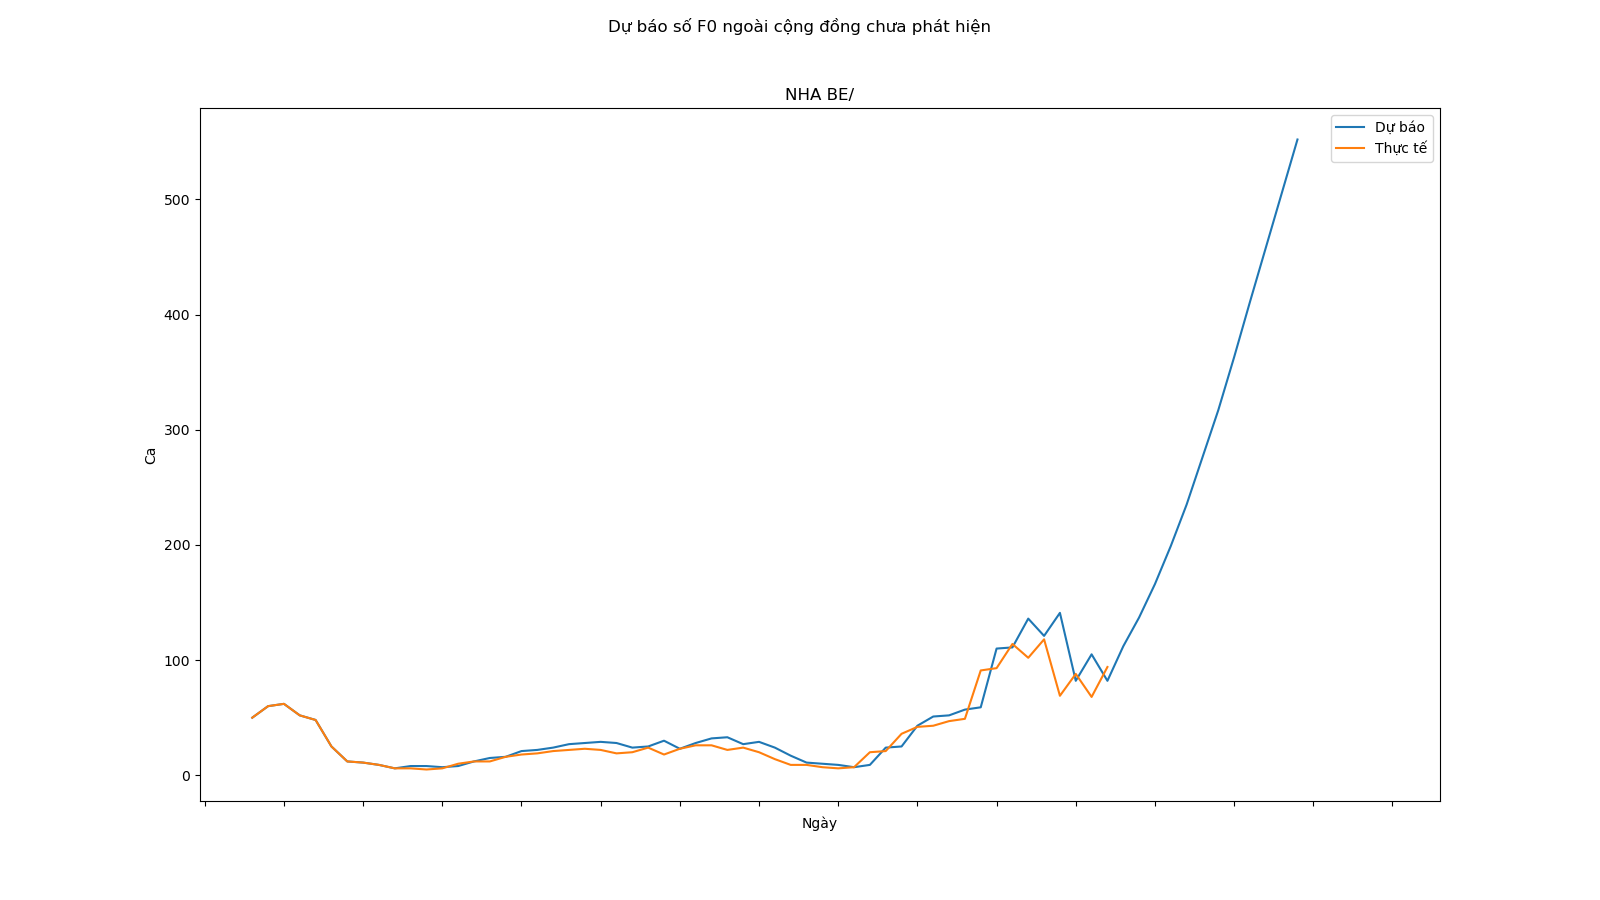 Dự báo số F0 ngoài cộng đồng chưa phát hiện
NHA BE/
Dự báo
Thực tế
500
400
300
200
100
0
Ca
Ngày